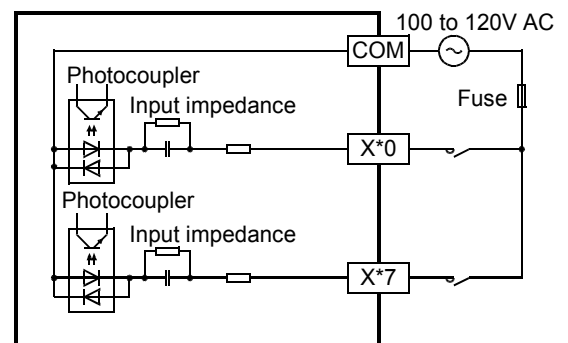 100 to 120V AC
COM
Photocoupler
Fuse
Input impedance
X*0
Photocoupler
Input impedance
X*7